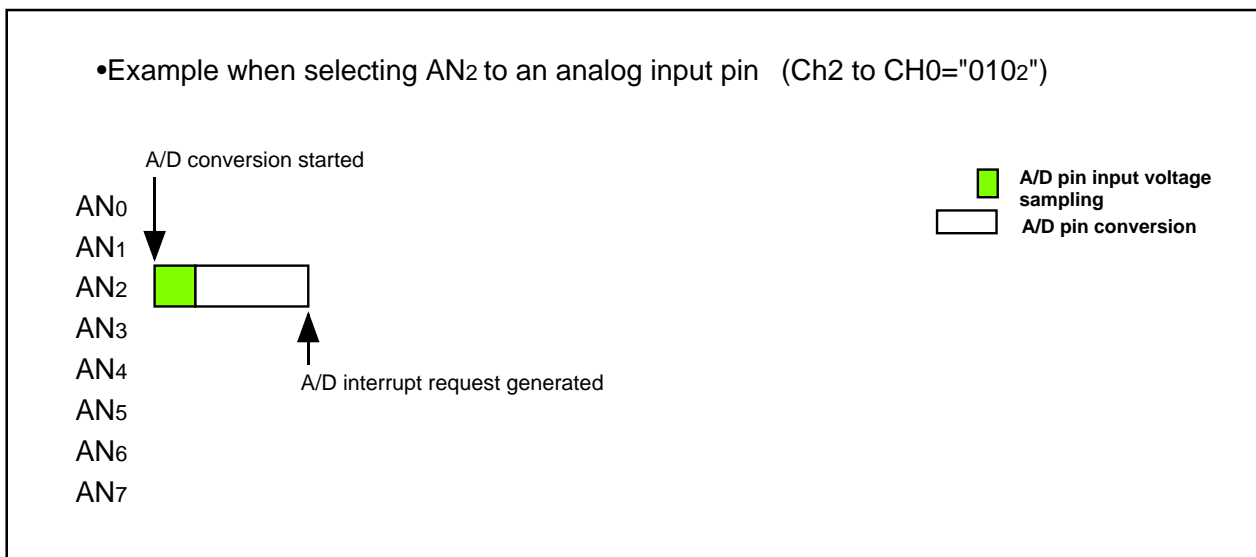 •Example when selecting AN2 to an analog input pin (Ch2 to CH0="0102")
A/D conversion started
A/D pin input voltage
sampling
A/D pin conversion
AN0
AN1
AN2
AN3
AN4
A/D interrupt request generated
AN5
AN6
AN7